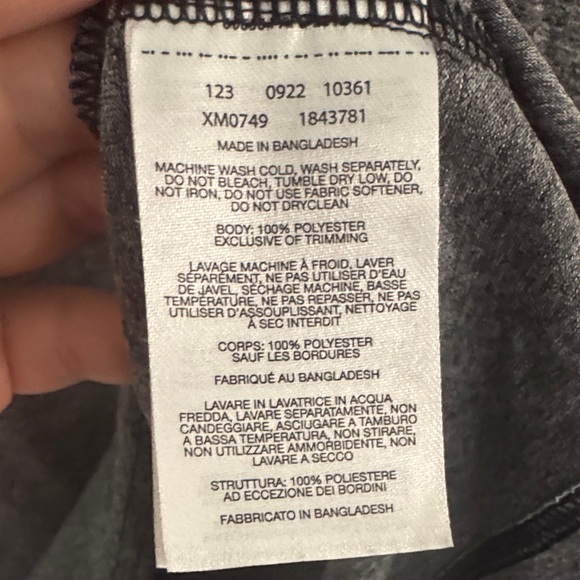 123 0922 10361
XM0749 1843781
MADE IN BANGLADESH
MACHINE WASH COLD, WASH SEPARATELY,
DO NOT BLEACH, TUMBLE DRY LOW, DO
NOT IRON, DO NOT USE FABRIC SOFTENER,
DO NOT DRYCLEAN
BODY: 100% POLYESTER
EXCLUSIVE OF TRIMMING
LAVAGE MACHINE À FROID, LAVER
SÉPARÉMENT, NE PAS UTILISER D'EAU
DE JAVEL, SÉCHAGE MACHINE, BASSE
TEMPÉRATURE, NE PAS REPASSER, NE PAS
UTILISER D'ASSOUPLISSANT, NETTOYAGE
À SEC INTERDIT
CORPS: 100% POLYESTER
SAUF LES BORDURES
FABRIQUÉ AU BANGLADESH
LAVARE IN LAVATRICE IN ACQUA
FREDDA, LAVARE SEPARATAMENTE, NON
CANDEGGIARE, ASCIUGARE A TAMBURO
A BASSA TEMPERATURA, NON STIRARE,
NON UTILIZZARE AMMORBIDENTE, NON
LAVARE A SECCO
STRUTTURA: 100% POLIESTERE
AD ECCEZIONE DEI BORDINI
FABBRICATO IN BANGLADESH